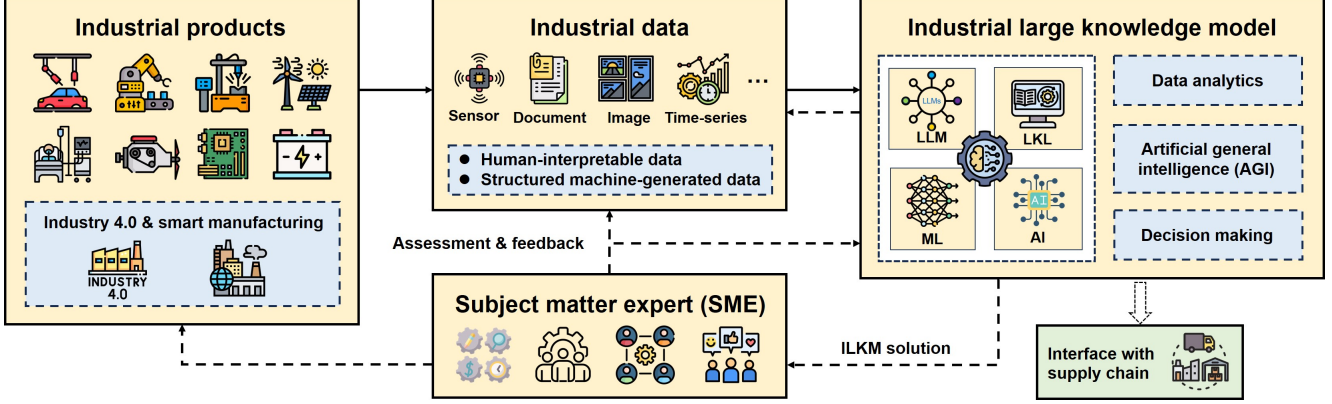 Industrial products
Industry 4.0 & smart manufacturing
INDUSTRY
4.0
Industrial data
Sensor
Document
Image
Time-series
...
● Human-interpretable data
● Structured machine-generated data
Industrial large knowledge model
LLMs
LLM
LKL
ML
AI
AI
Data analytics
Artificial general
intelligence (AGI)
Decision making
Assessment & feedback
Subject matter expert (SME)
$
ILKM solution
Interface with
supply chain